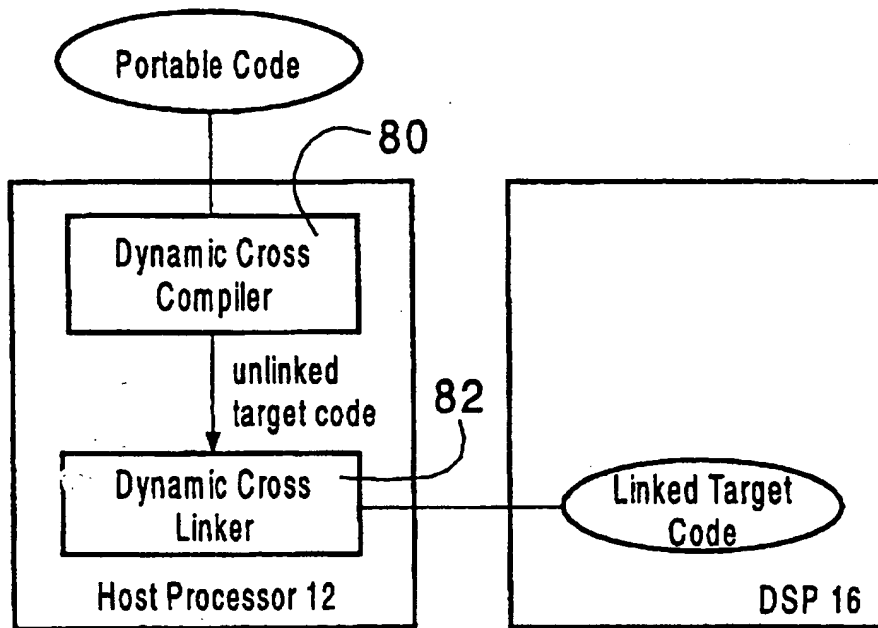 Portable Code
80
Dynamic Cross
Compiler
unlinked
target code
82
Dynamic Cross
Linker
Linked Target
Code
Host Processor 12
DSP 16